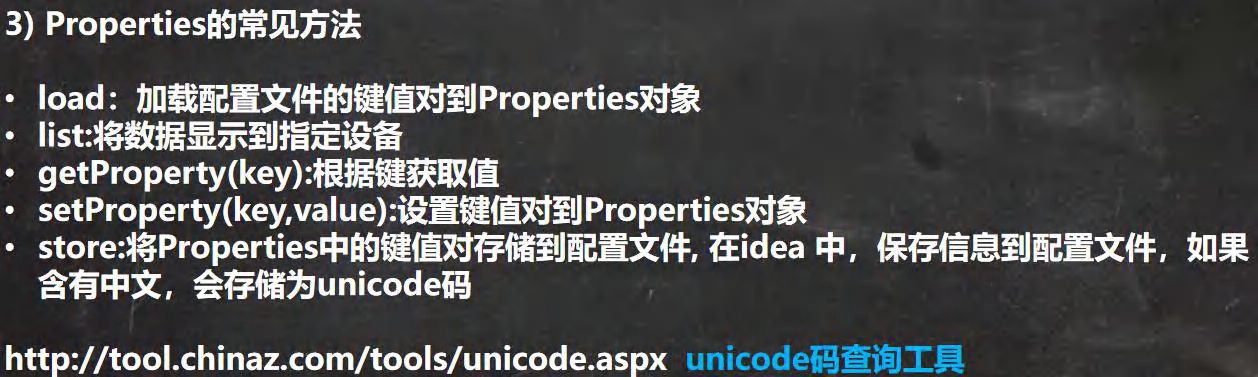 3) Properties的常见方法
• load：加载配置文件的键值对到Properties对象
• list:将数据显示到指定设备
• getProperty(key):根据键获取值
• setProperty(key,value):设置键值对到Properties对象
• store:将Properties中的键值对存储到配置文件, 在idea 中，保存信息到配置文件，如果
含有中文，会存储为unicode码
http://tool.chinaz.com/tools/unicode.aspx unicode码查询工具